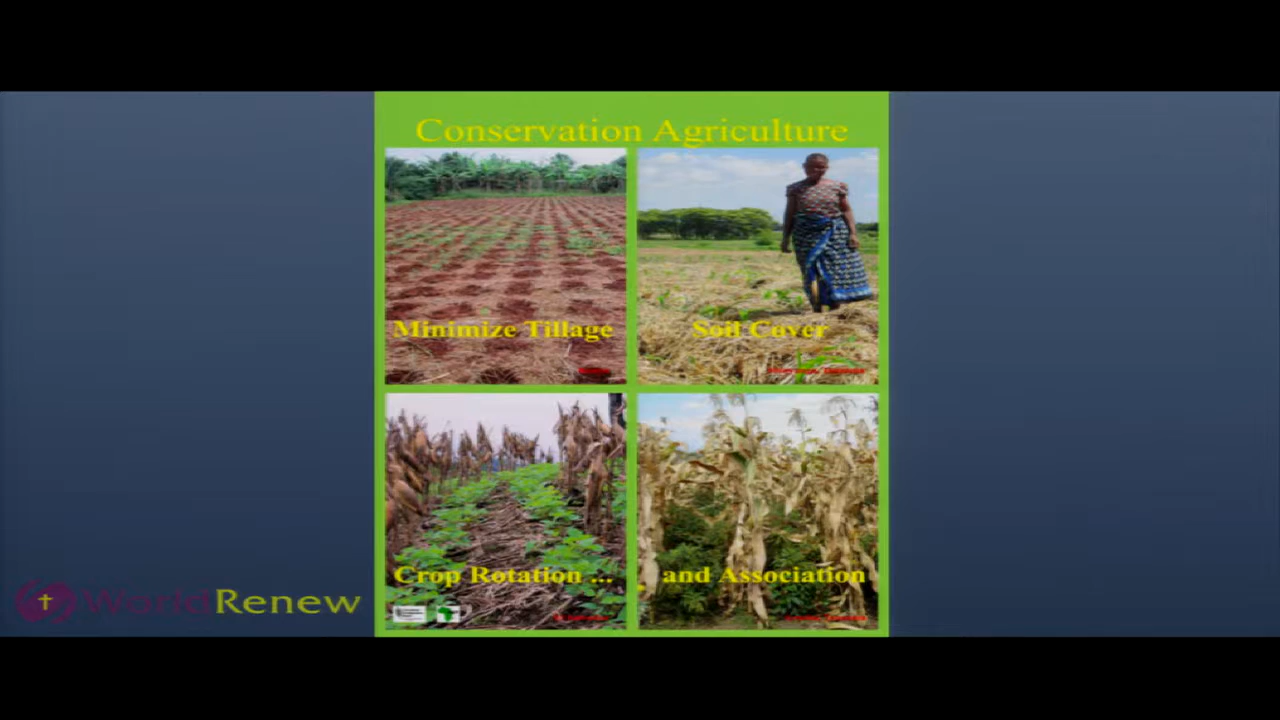 Conservation Agriculture
Minimize Tillage
Soil Cover
Crop Rotation ...
and Association
WorldRenew